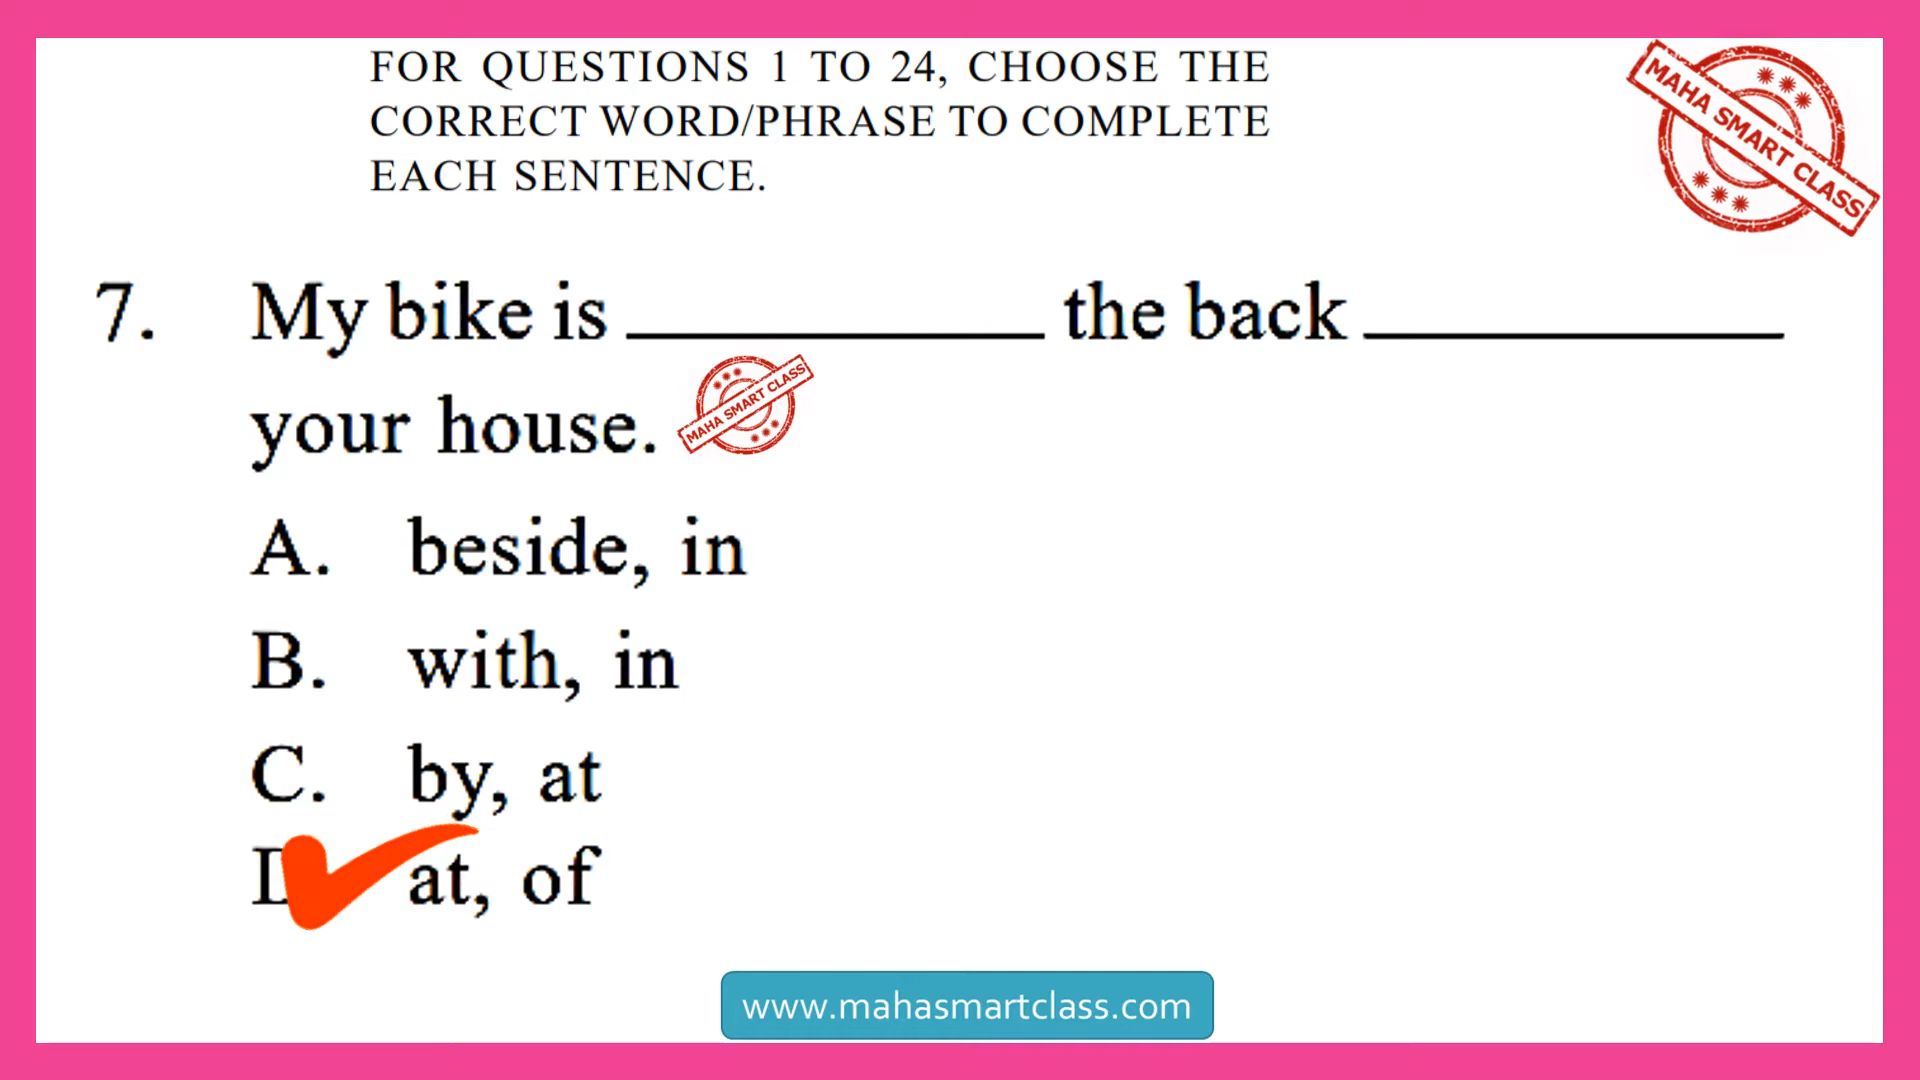 FOR QUESTIONS 1 TO 24, CHOOSE THE
CORRECT WORD/PHRASE TO COMPLETE
EACH SENTENCE.
MAHA SMART CLASS
7. My bike is ____________ the back ____________
your house.
MAHA SMART CLASS
A. beside, in
B. with, in
C. by, at
D at, of
www.mahasmartclass.com